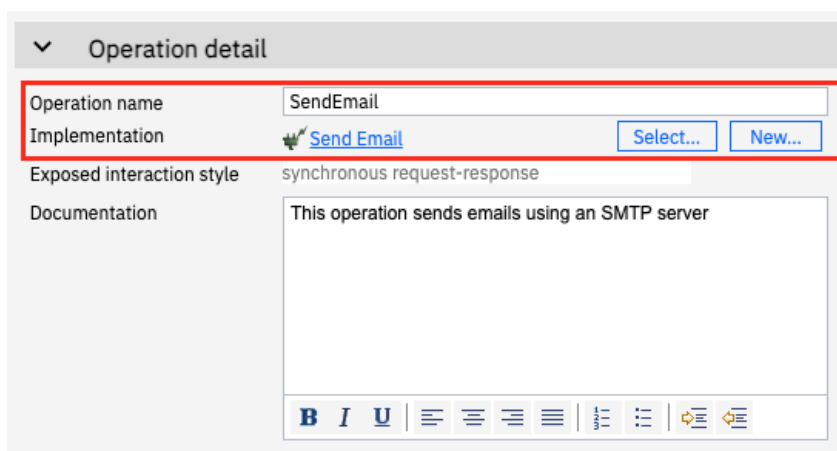 Operation detail
Operation name SendEmail
Implementation Send Email Select... New...
Exposed interaction style synchronous request-response
Documentation This operation sends emails using an SMTP server
B I U